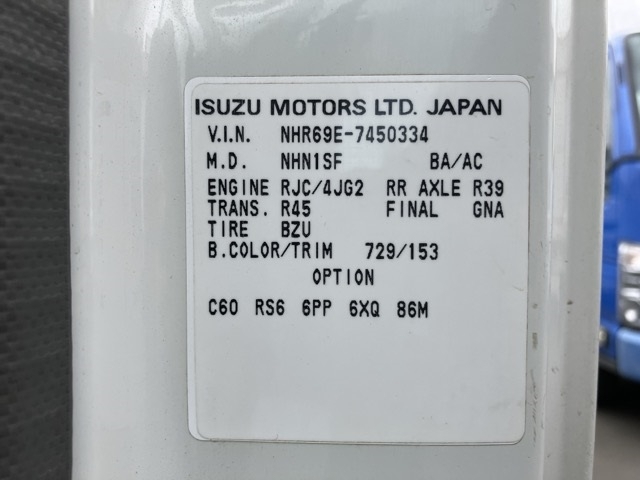 ISUZU MOTORS LTD. JAPAN
V.I.N. NHR69E-7450334
M.D. NHN1SF BA/AC
ENGINE RJC/4JG2 RR AXLE R39
TRANS. R45 FINAL GNA
TIRE BZU
B.COLOR/TRIM 729/153
OPTION
C60 RS6 6PP 6XQ 86M